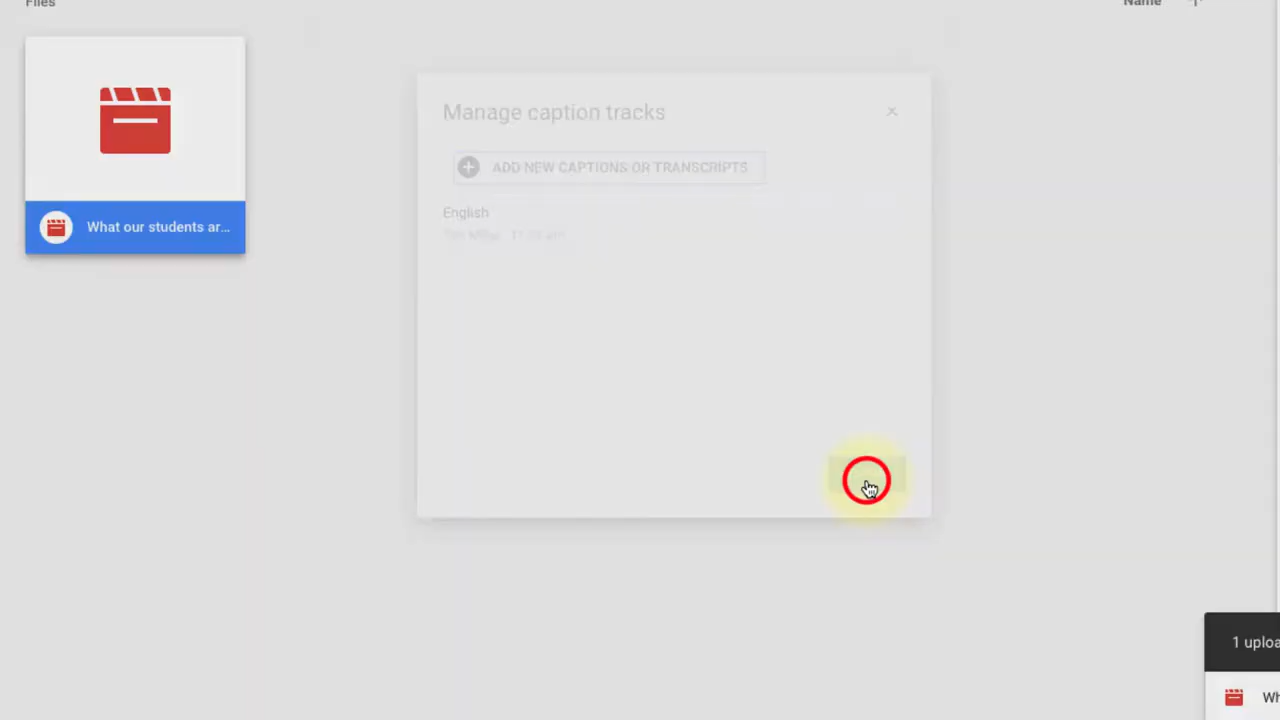 Files
Name
What our students ar...
Manage caption tracks
ADD NEW CAPTIONS OR TRANSCRIPTS
English
1 uploa
Wh